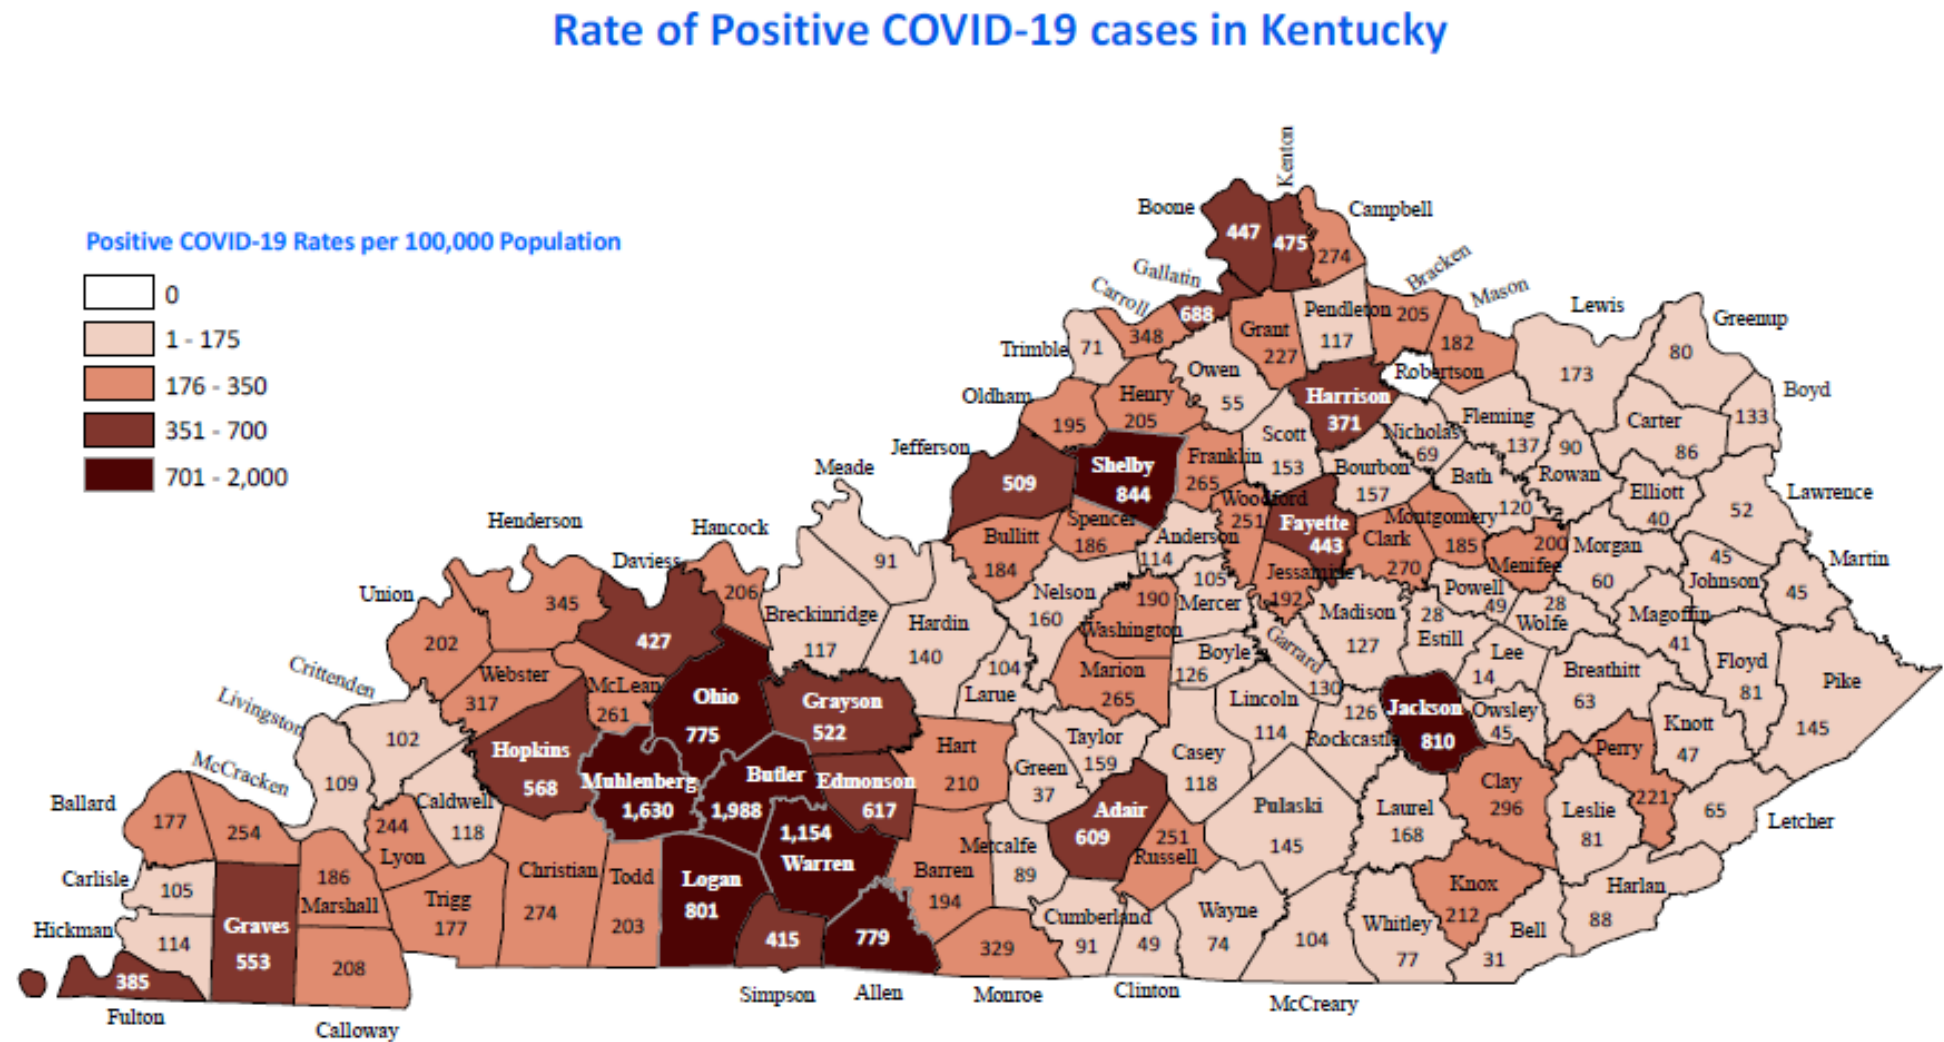 Rate of Positive COVID-19 cases in Kentucky
Positive COVID-19 Rates per 100,000 Population
0
1 - 175
176 - 350
351 - 700
701 - 2,000
Kenton
475
Boone
447
Campbell
274
Gallatin
688
Carroll
348
Trimble
71
Grant
227
Pendleton
117
Bracken
205
Mason
182
Robertson
Lewis
173
Greenup
80
Boyd
133
Carter
86
Oldham
195
Henry
205
Owen
55
Harrison
371
Nicholas
69
Fleming
137
Rowan
90
Elliott
40
Lawrence
52
Jefferson
509
Shelby
844
Franklin
265
Scott
153
Bourbon
157
Bath
120
Meade
91
Bullitt
184
Spencer
186
Anderson
114
Woodford
251
Fayette
443
Clark
270
Montgomery
185
Menifee
200
Morgan
60
Johnson
45
Martin
45
Henderson
345
Daviess
427
Hancock
206
Union
202
Breckinridge
117
Hardin
140
Nelson
160
Washington
190
Mercer
105
Jessamine
192
Madison
127
Estill
28
Powell
49
Wolfe
28
Magoffin
41
Floyd
81
Pike
145
Crittenden
102
Webster
317
McLean
261
Ohio
775
Grayson
522
Larue
104
Marion
265
Boyle
126
Garrard
130
Lincoln
114
Rockcastle
126
Jackson
810
Lee
14
Owsley
45
Breathitt
63
Knott
47
Perry
221
Livingston
109
McCracken
254
Hopkins
568
Muhlenberg
1,630
Butler
1,988
Edmonson
617
Hart
210
Green
37
Taylor
159
Casey
118
Adair
609
Pulaski
145
Laurel
168
Clay
296
Leslie
81
Letcher
65
Ballard
177
Lyon
244
Caldwell
118
Carlisle
105
Marshall
186
Trigg
177
Christian
274
Todd
203
Logan
801
1,154
Warren
Barren
194
Metcalfe
89
Russell
251
Knox
212
Harlan
88
Hickman
114
Graves
553
Fulton
385
Calloway
208
Simpson
415
Allen
779
Monroe
329
Cumberland
91
Clinton
49
Wayne
74
McCreary
104
Whitley
77
Bell
31